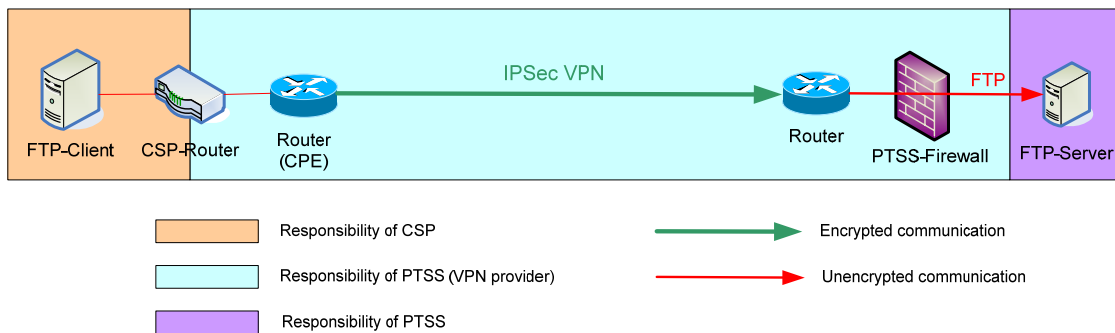 IPSec VPN
FTP
FTP-Client
CSP-Router
Router
(CPE)
Router
PTSS-Firewall
FTP-Server
Responsibility of CSP
Encrypted communication
Responsibility of PTSS (VPN provider)
Unencrypted communication
Responsibility of PTSS